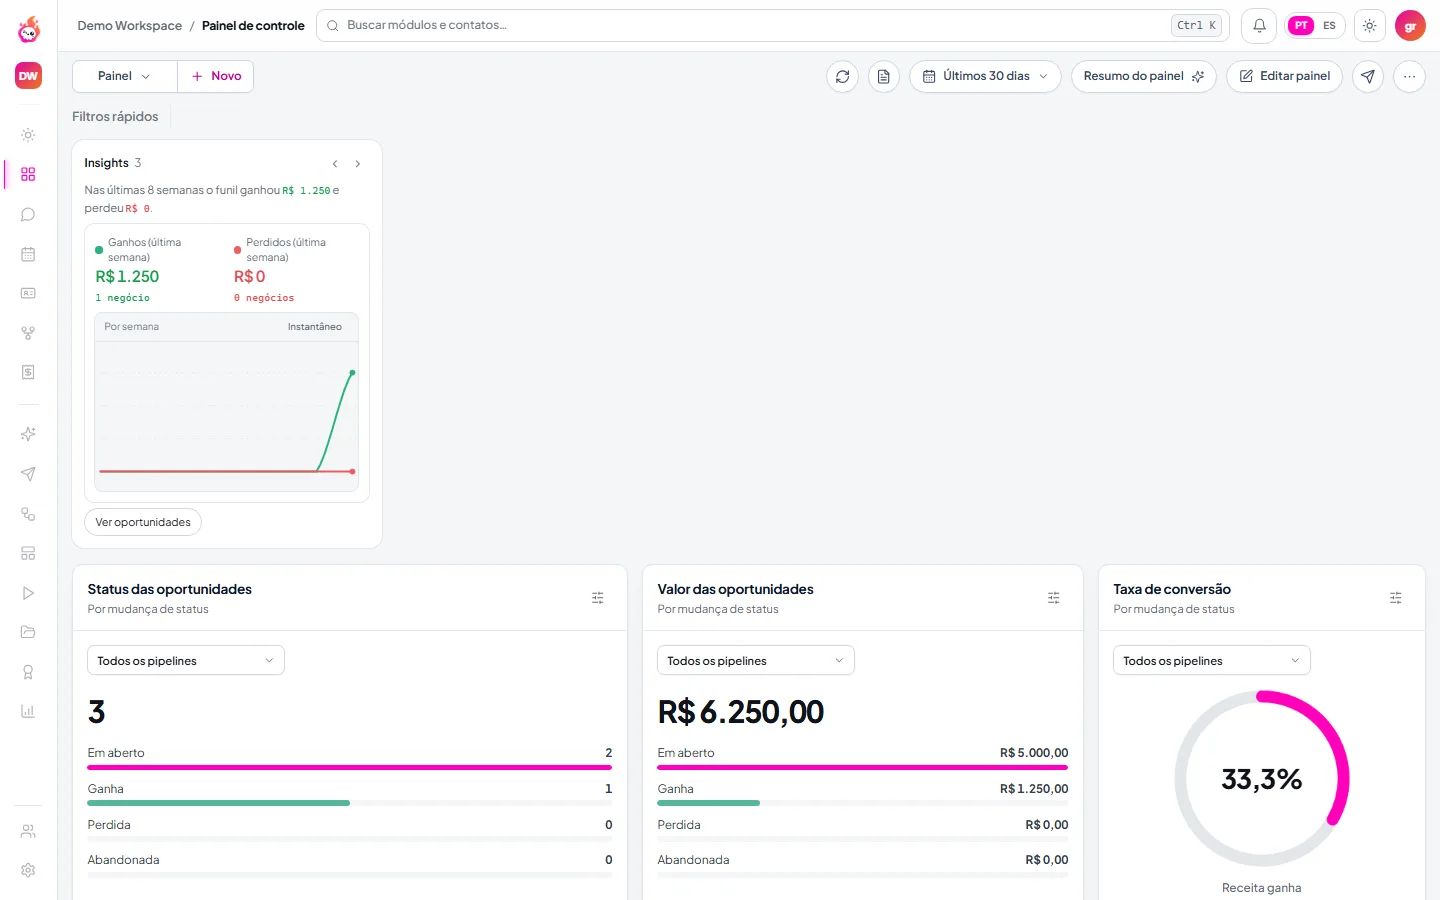 Demo Workspace / Painel de controle
Buscar módulos e contatos...
Ctrl K
PT ES
gr
DW
Painel
+ Novo
Últimos 30 dias
Resumo do painel
Editar painel
Filtros rápidos
Insights 3
Nas últimas 8 semanas o funil ganhou R$ 1.250 e
perdeu R$ 0.
Ganhos (última
semana)
R$ 1.250
1 negócio
Perdidos (última
semana)
R$ 0
0 negócios
Por semana
Instantâneo
Ver oportunidades
Status das oportunidades
Por mudança de status
Todos os pipelines
3
Em aberto 2
Ganha 1
Perdida 0
Abandonada 0
Valor das oportunidades
Por mudança de status
Todos os pipelines
R$ 6.250,00
Em aberto R$ 5.000,00
Ganha R$ 1.250,00
Perdida R$ 0,00
Abandonada R$ 0,00
Taxa de conversão
Por mudança de status
Todos os pipelines
33,3%
Receita ganha